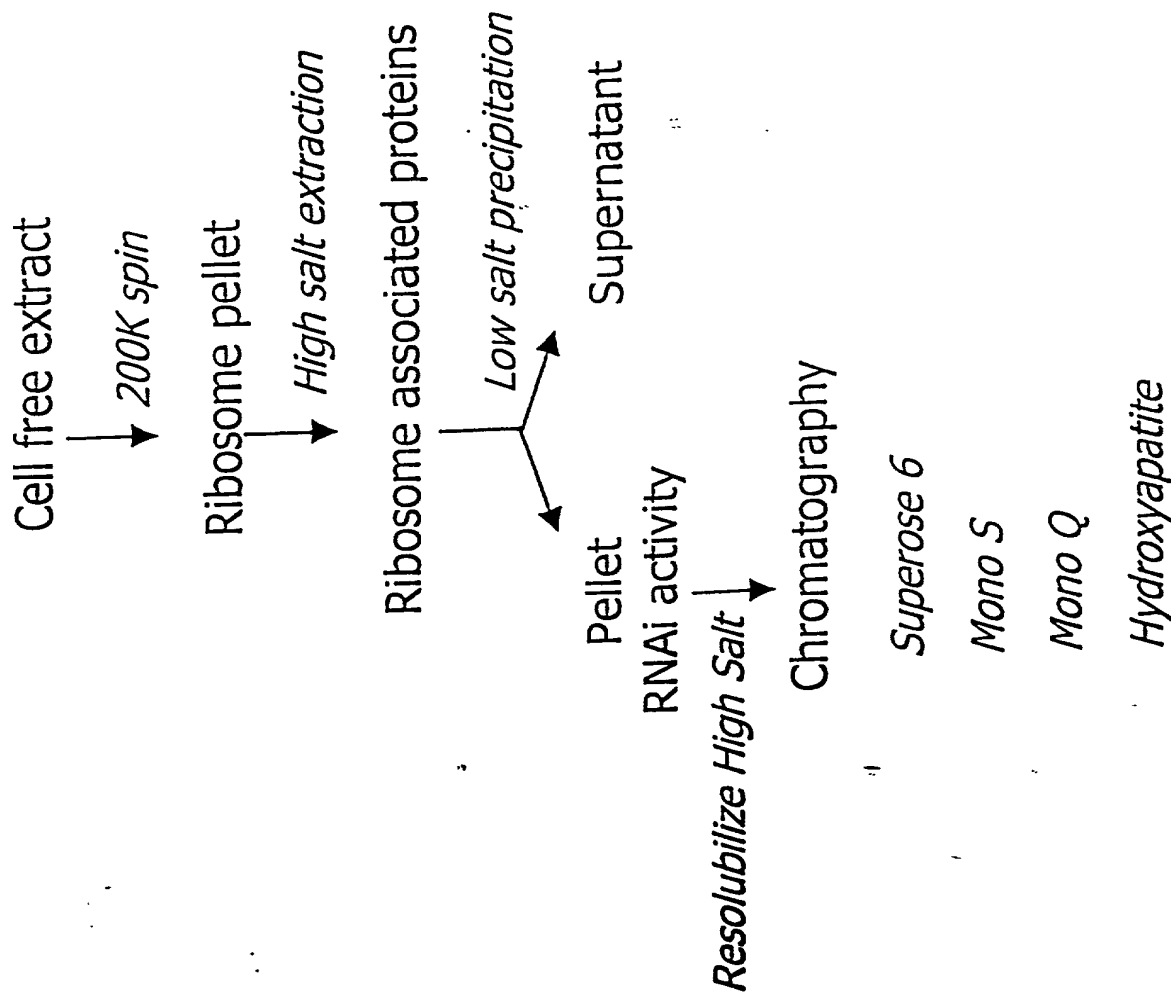 Cell free extract
200K spin
Ribosome pellet
High salt extraction
Ribosome associated proteins
Low salt precipitation
Pellet
RNAi activity
Supernatant
Resolubilize High Salt
Chromatography
Superose 6
Mono S
Mono Q
Hydroxyapatite